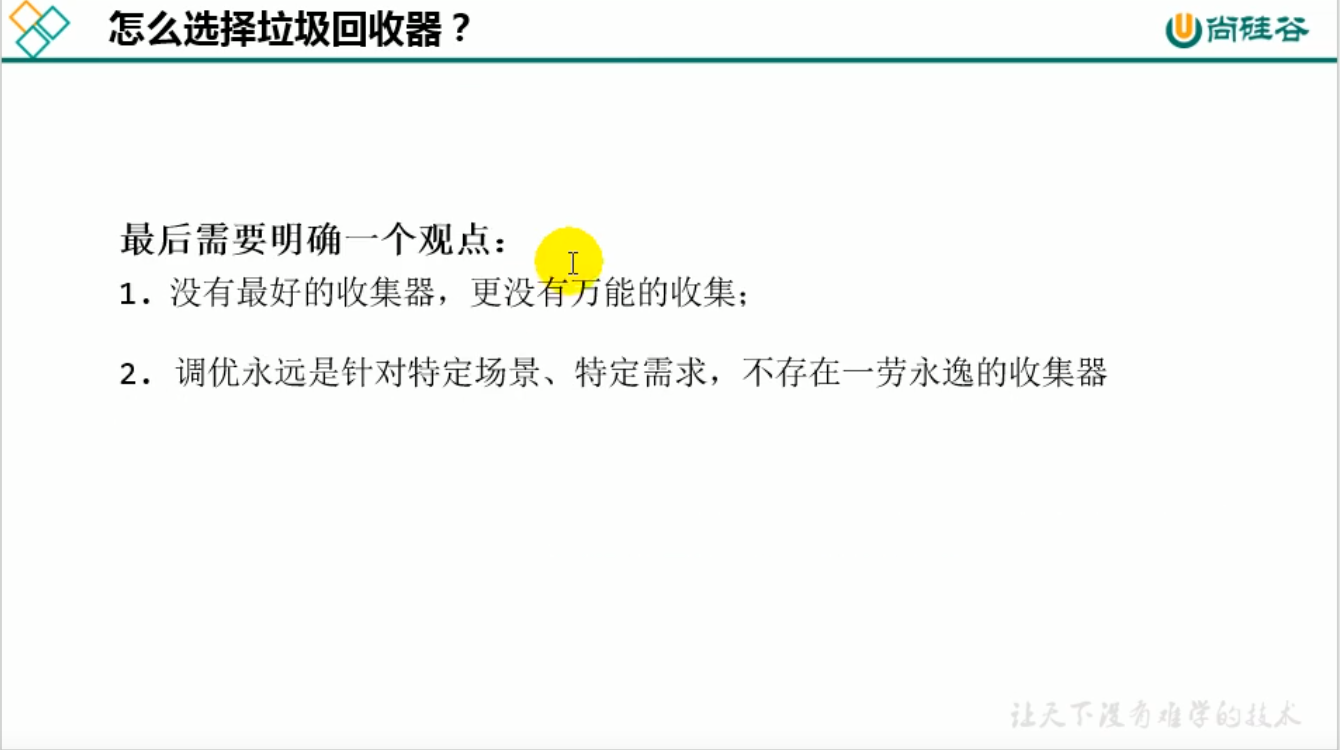 怎么选择垃圾回收器？
尚硅谷
最后需要明确一个观点：
1. 没有最好的收集器，更没有万能的收集；
2. 调优永远是针对特定场景、特定需求，不存在一劳永逸的收集器
让天下没有难学的技术